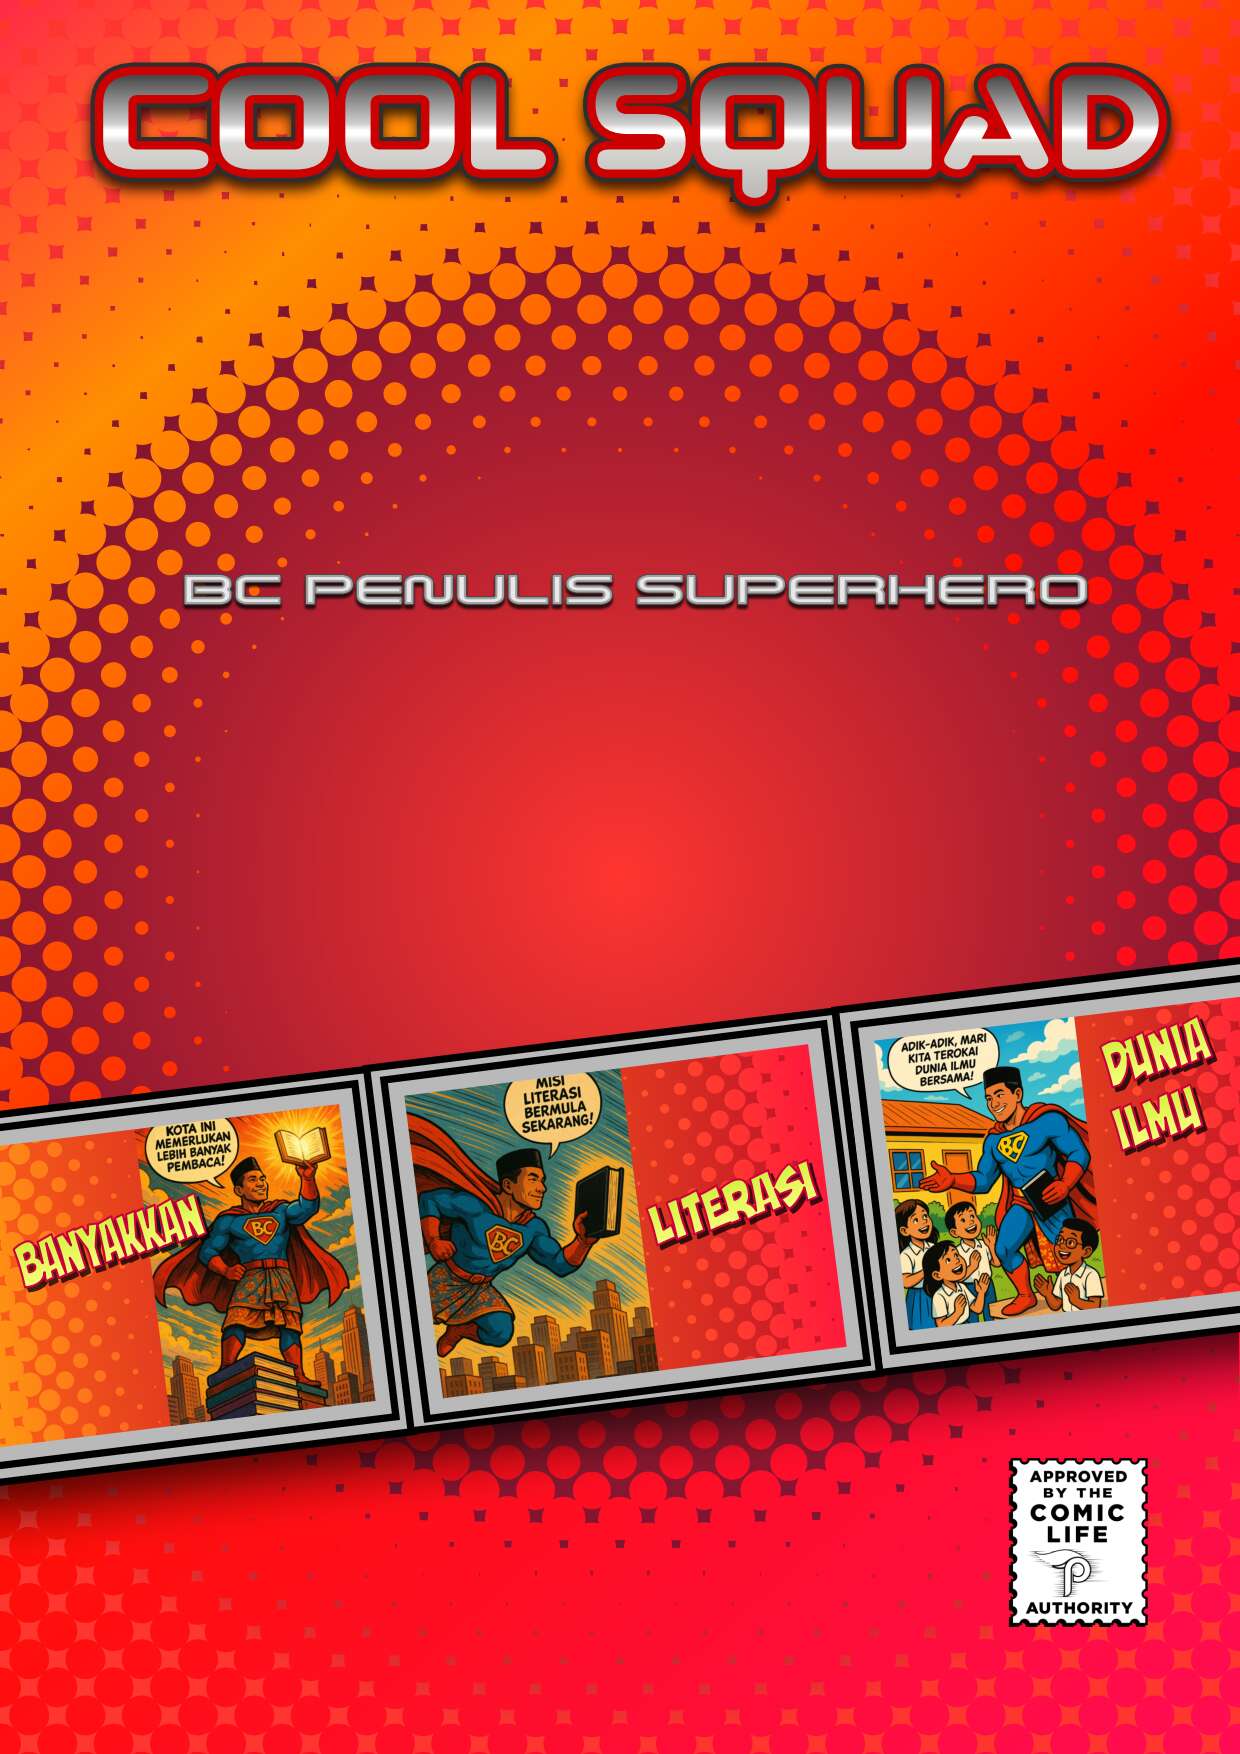 COOL SQUAD
BC PENULIS SUPERHERO
KOTA INI
MEMERLUKAN
LEBIH BANYAK
PEMBACA!
BANYAKKAN
BC
MISI
LITERASI
BERMULA
SEKARANG!
BC
LITERASI
ADIK-ADIK, MARI
KITA TEROKAI
DUNIA ILMU
BERSAMA!
BC
DUNIA
ILMU
APPROVED
BY THE
COMIC
LIFE
P
AUTHORITY